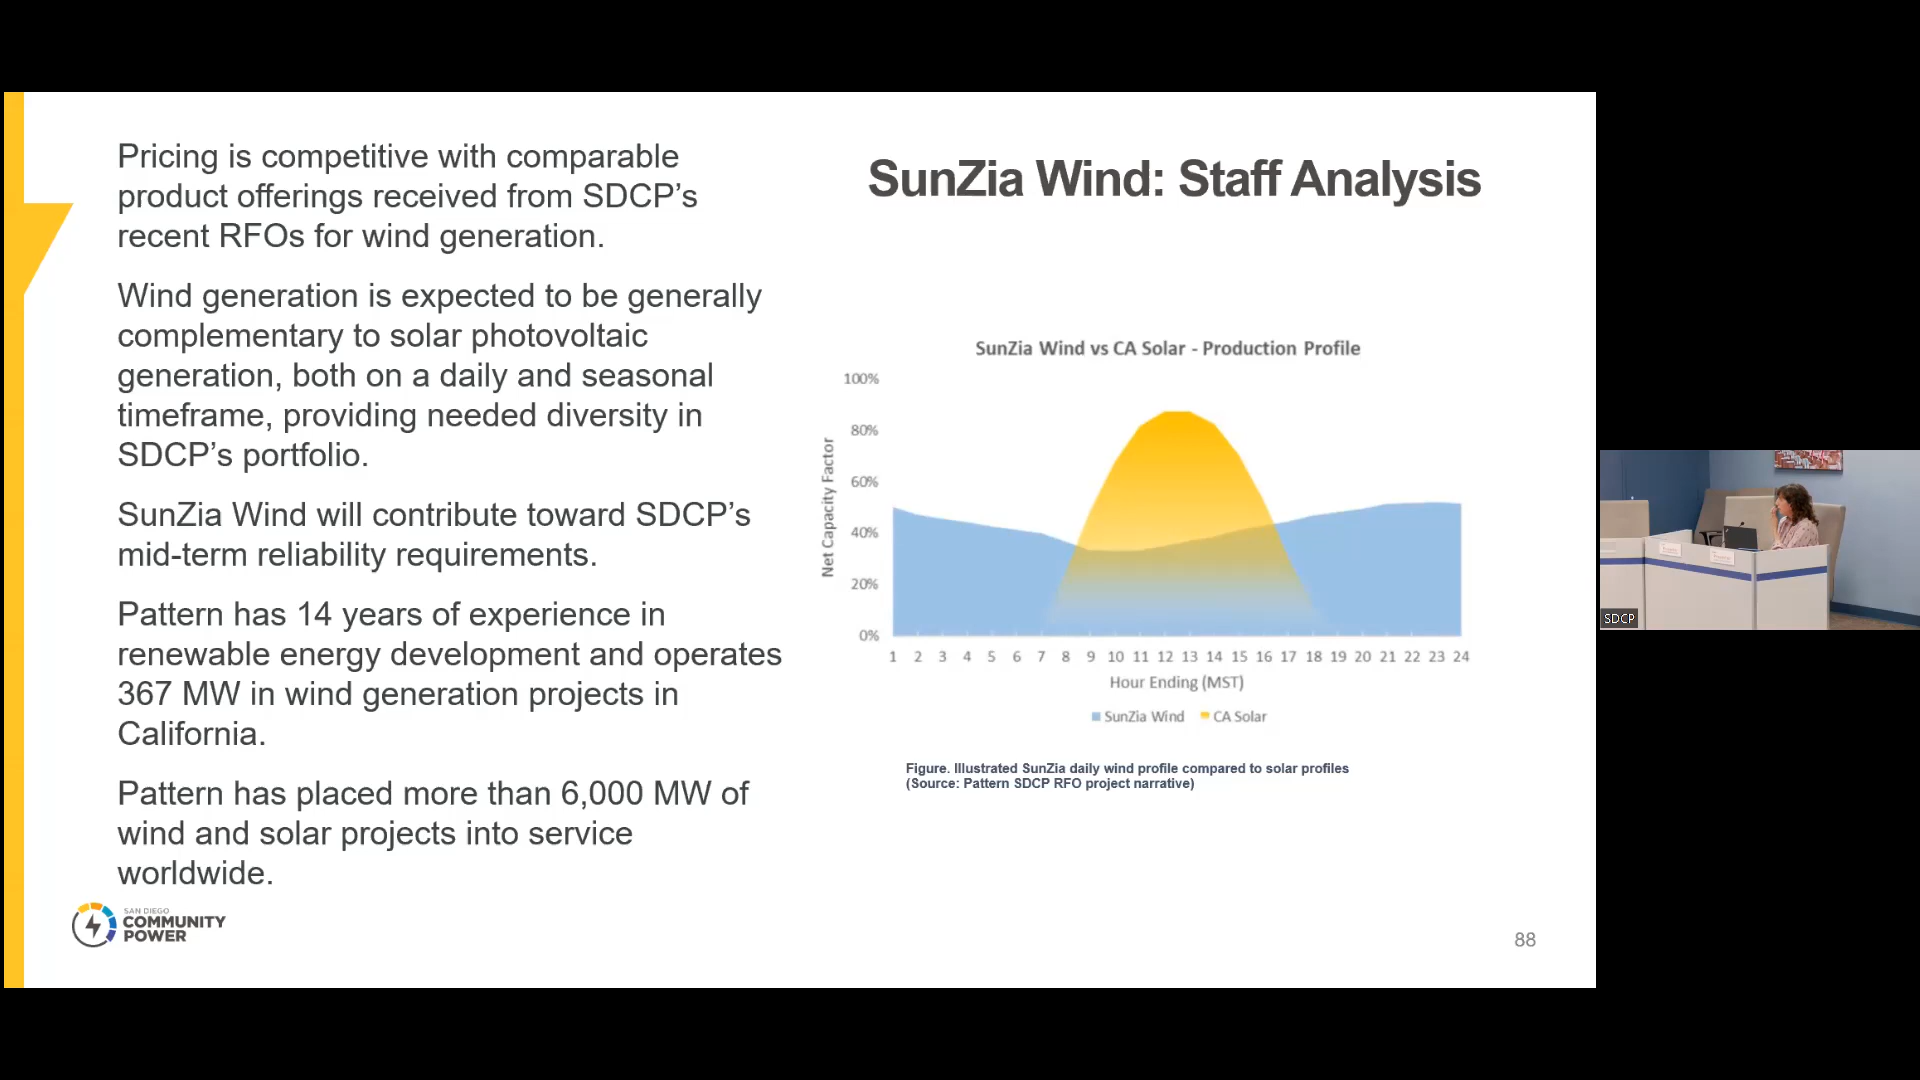 Pricing is competitive with comparable
product offerings received from SDCP’s
recent RFOs for wind generation.
Wind generation is expected to be generally
complementary to solar photovoltaic
generation, both on a daily and seasonal
timeframe, providing needed diversity in
SDCP’s portfolio.
SunZia Wind will contribute toward SDCP’s
mid-term reliability requirements.
Pattern has 14 years of experience in
renewable energy development and operates
367 MW in wind generation projects in
California.
Pattern has placed more than 6,000 MW of
wind and solar projects into service
worldwide.
SAN DIEGO
COMMUNITY
POWER
SunZia Wind: Staff Analysis
SunZia Wind vs CA Solar - Production Profile
Net Capacity Factor
100%
80%
60%
40%
20%
0%
1 2 3 4 5 6 7 8 9 10 11 12 13 14 15 16 17 18 19 20 21 22 23 24
Hour Ending (MST)
SunZia Wind CA Solar
Figure. Illustrated SunZia daily wind profile compared to solar profiles
(Source: Pattern SDCP RFO project narrative)
88
SDCP